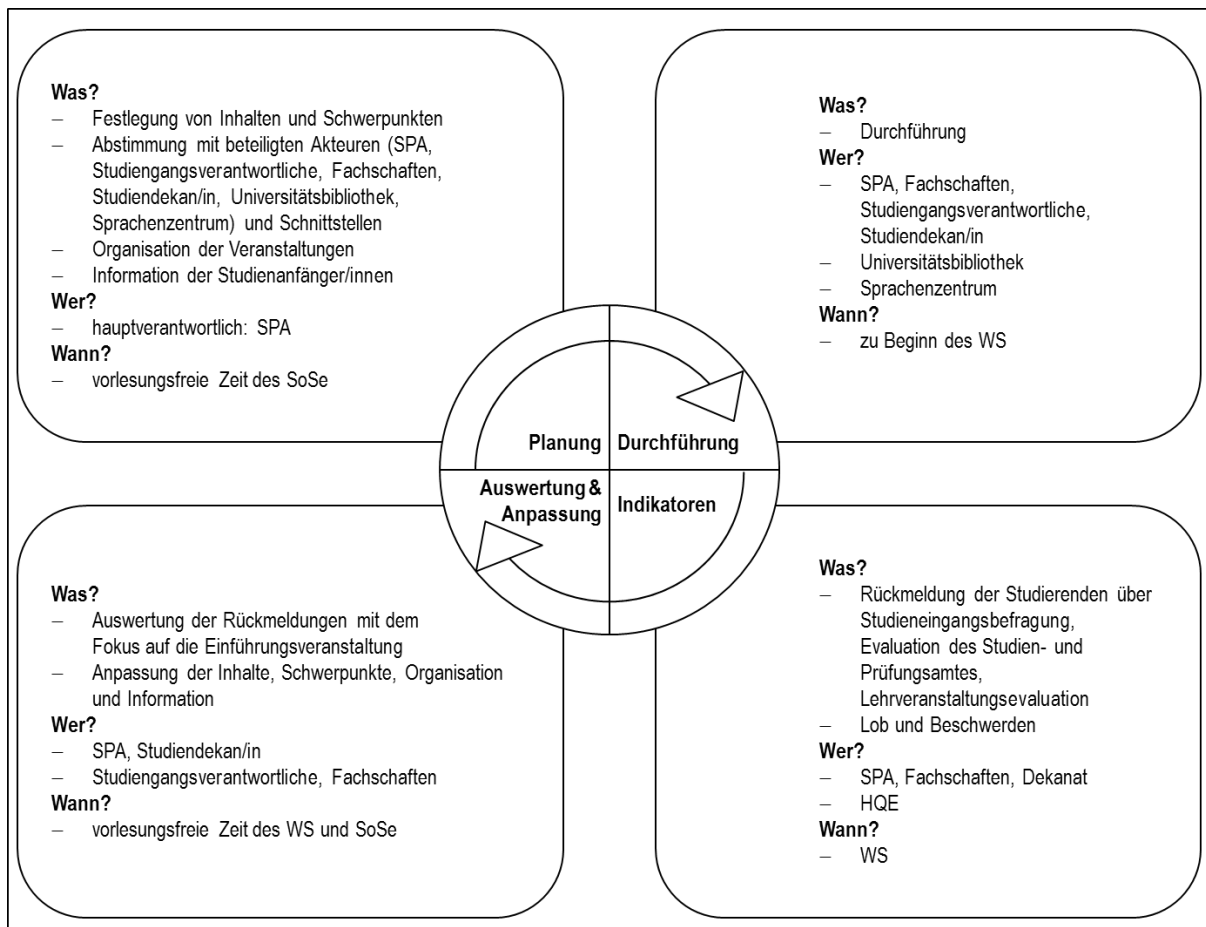 Was?
– Festlegung von Inhalten und Schwerpunkten
– Abstimmung mit beteiligten Akteuren (SPA,
Studiengangsverantwortliche, Fachschaften,
Studiendekan/in, Universitätsbibliothek,
Sprachenzentrum) und Schnittstellen
– Organisation der Veranstaltungen
– Information der Studienanfänger/innen
Wer?
– hauptverantwortlich: SPA
Wann?
– vorlesungsfreie Zeit des SoSe
Was?
– Durchführung
Wer?
– SPA, Fachschaften,
Studiengangsverantwortliche,
Studiendekan/in
– Universitätsbibliothek
– Sprachenzentrum
Wann?
– zu Beginn des WS
Planung
Durchführung
Auswertung &
Anpassung
Indikatoren
Was?
– Auswertung der Rückmeldungen mit dem
Fokus auf die Einführungsveranstaltung
– Anpassung der Inhalte, Schwerpunkte, Organisation
und Information
Wer?
– SPA, Studiendekan/in
– Studiengangsverantwortliche, Fachschaften
Wann?
– vorlesungsfreie Zeit des WS und SoSe
Was?
– Rückmeldung der Studierenden über
Studieneingangsbefragung,
Evaluation des Studien- und
Prüfungsamtes,
Lehrveranstaltungsevaluation
– Lob und Beschwerden
Wer?
– SPA, Fachschaften, Dekanat
– HQE
Wann?
– WS